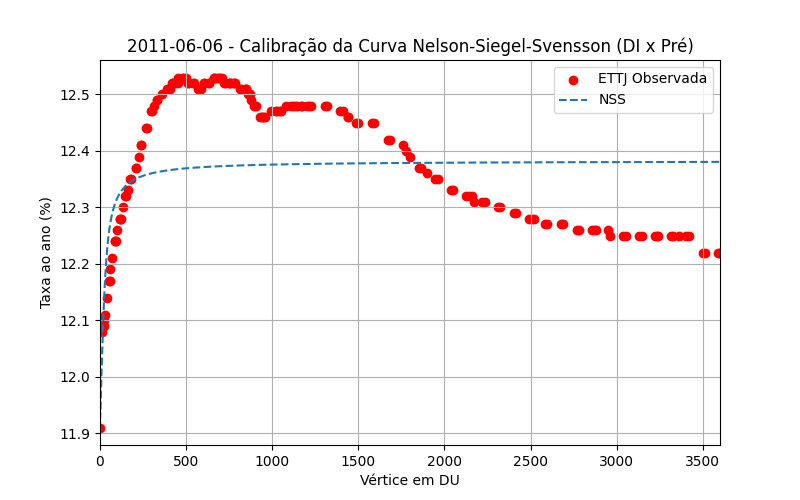 2011-06-06 - Calibração da Curva Nelson-Siegel-Svensson (DI x Pré)
ETTJ Observada
NSS
Taxa ao ano (%)
12.5
12.4
12.3
12.2
12.1
12.0
11.9
0 500 1000 1500 2000 2500 3000 3500
Vértice em DU